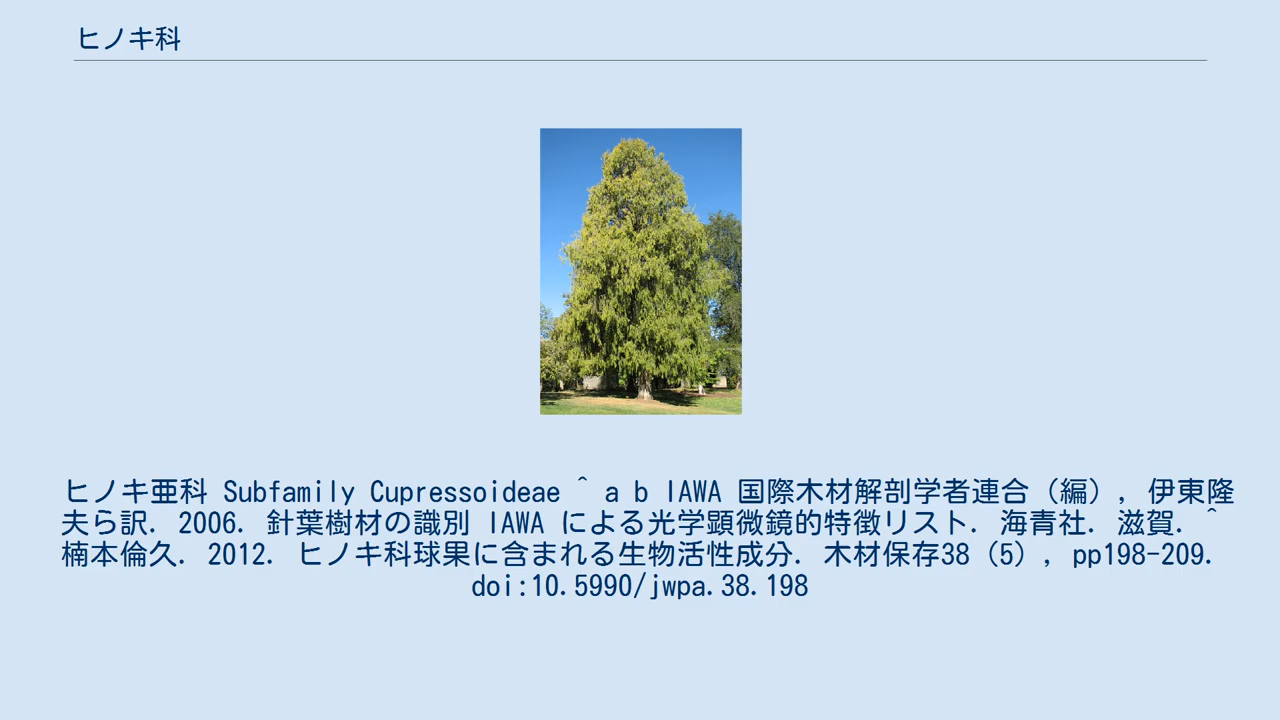 ヒノキ科
ヒノキ亜科 Subfamily Cupressoideae ^ a b IAWA 国際木材解剖学者連合（編）, 伊東隆
夫ら訳. 2006. 針葉樹材の識別 IAWA による光学顕微鏡的特徴リスト. 海青社. 滋賀. ^
楠本倫久. 2012. ヒノキ科球果に含まれる生物活性成分. 木材保存38（5）, pp198-209.
doi:10.5990/jwpa.38.198